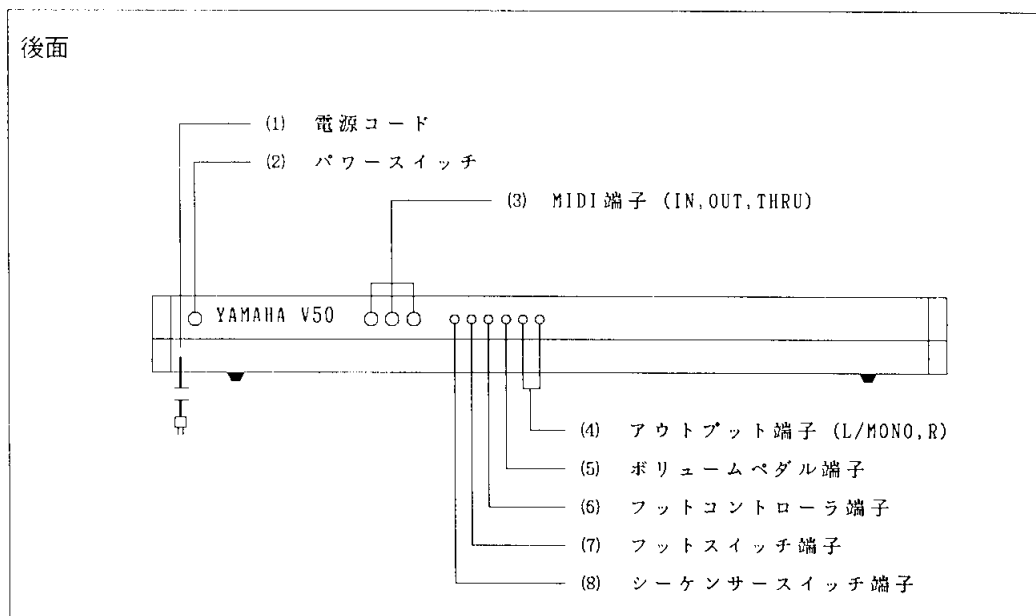 後面
(1) 電源コード
(2) パワースイッチ
(3) MIDI端子 (IN,OUT,THRU)
YAMAHA V50
(4) アウトプット端子 (L/MONO,R)
(5) ボリュームペダル端子
(6) フットコントローラ端子
(7) フットスイッチ端子
(8) シーケンサースイッチ端子